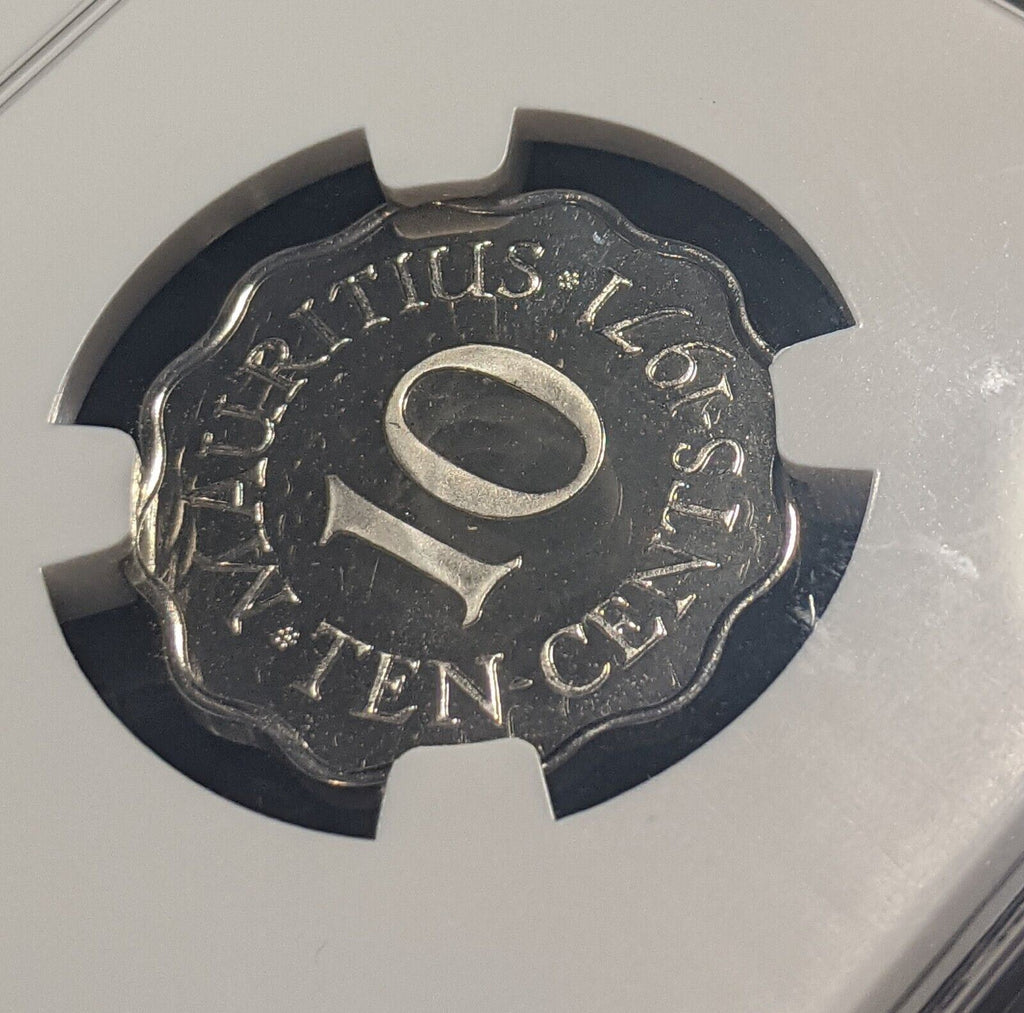 MAURITIUS * 1971
10
* TEN-CENTS